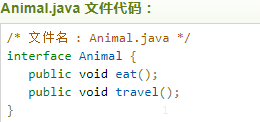 Animal.java 文件代码：
/* 文件名 : Animal.java */
interface Animal {
   public void eat();
   public void travel();
}